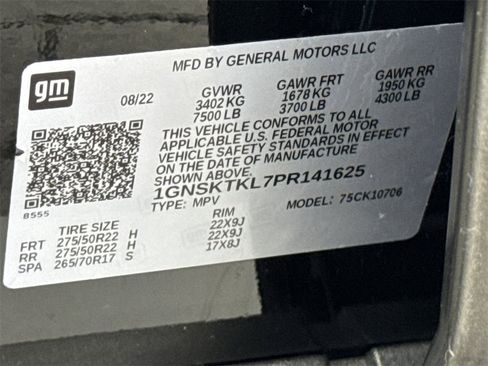 MFD BY GENERAL MOTORS LLC
gm
08/22
GVWR GAWR FRT GAWR RR
3402 KG 1678 KG 1950 KG
7500 LB 3700 LB 4300 LB
THIS VEHICLE CONFORMS TO ALL
APPLICABLE U.S. FEDERAL MOTOR
VEHICLE SAFETY STANDARDS IN EFFECT
ON THE DATE OF MANUFACTURE
SHOWN ABOVE.
1GNSKTKL7PR141625
TYPE: MPV MODEL: 75CK10706
8555
TIRE SIZE RIM
FRT 275/50R22 H 22X9J
RR 275/50R22 H 22X9J
SPA 265/70R17 S 17X8J